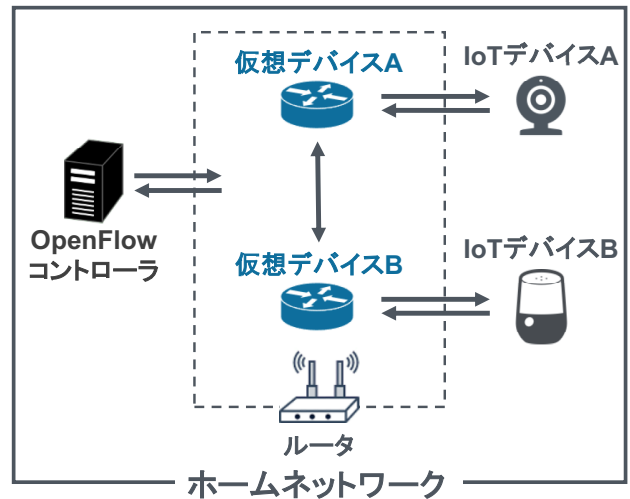 仮想デバイスA
IoTデバイスA
OpenFlow
コントローラ
仮想デバイスB
IoTデバイスB
ルータ
ホームネットワーク